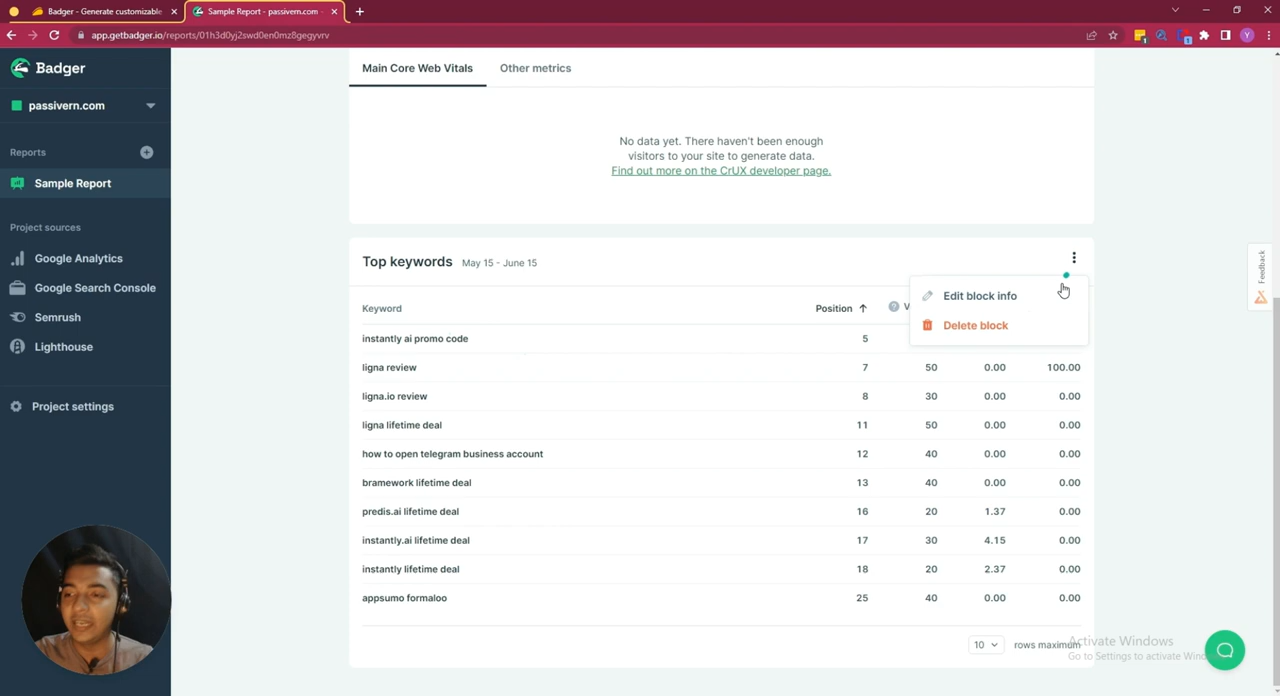 Badger - Generate customizable
Sample Report - passivern.com -
app.getbadger.io/reports/01h3d0yj2swd0en0mz8gegyvrv
Badger
passivern.com
Reports
Sample Report
Project sources
Google Analytics
Google Search Console
Semrush
Lighthouse
Project settings
Main Core Web Vitals Other metrics
No data yet. There haven't been enough
visitors to your site to generate data.
Find out more on the CrUX developer page.
Top keywords May 15 - June 15
Edit block info
Delete block
Keyword Position V
instantly ai promo code 5
ligna review 7 50 0.00 100.00
ligna.io review 8 30 0.00 0.00
ligna lifetime deal 11 50 0.00 0.00
how to open telegram business account 12 40 0.00 0.00
bramework lifetime deal 13 40 0.00 0.00
predis.ai lifetime deal 16 20 1.37 0.00
instantly.ai lifetime deal 17 30 4.15 0.00
instantly lifetime deal 18 20 2.37 0.00
appsumo formaloo 25 40 0.00 0.00
10 rows maximum
Activate Windows
Go to Settings to activate Win
Feedback